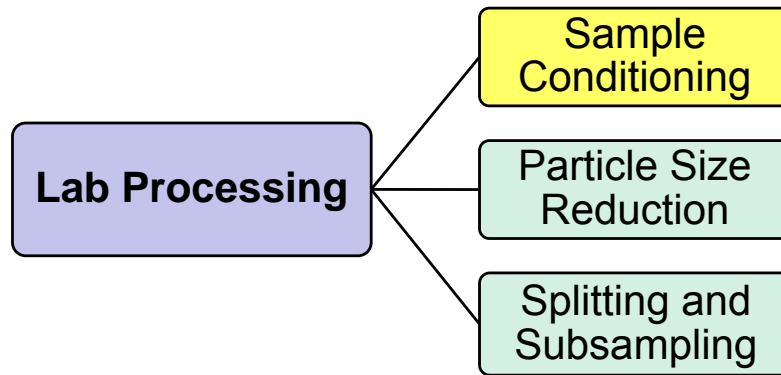 Sample
Conditioning
Lab Processing
Particle Size
Reduction
Splitting and
Subsampling